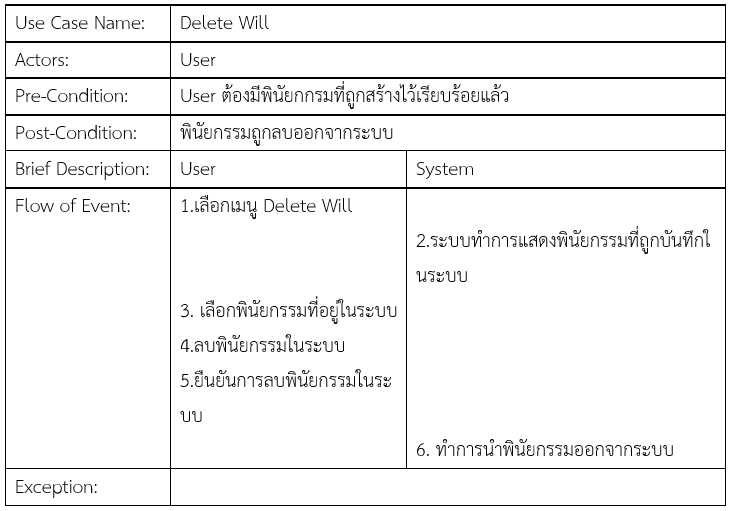 Use Case Name: Delete Will
Actors: User
Pre-Condition: User ต้องมีพินัยกกรมที่ถูกสร้างไว้เรียบร้อยแล้ว
Post-Condition: พินัยกรรมถูกลบออกจากระบบ
Brief Description: User System
Flow of Event: 1.เลือกเมนู Delete Will
2.ระบบทำการแสดงพินัยกรรมที่ถูกบันทึกใ
นระบบ
3. เลือกพินัยกรรมที่อยู่ในระบบ
4.ลบพินัยกรรมในระบบ
5.ยืนยันการลบพินัยกรรมในระ
บบ
6. ทำการนำพินัยกรรมออกจากระบบ
Exception: